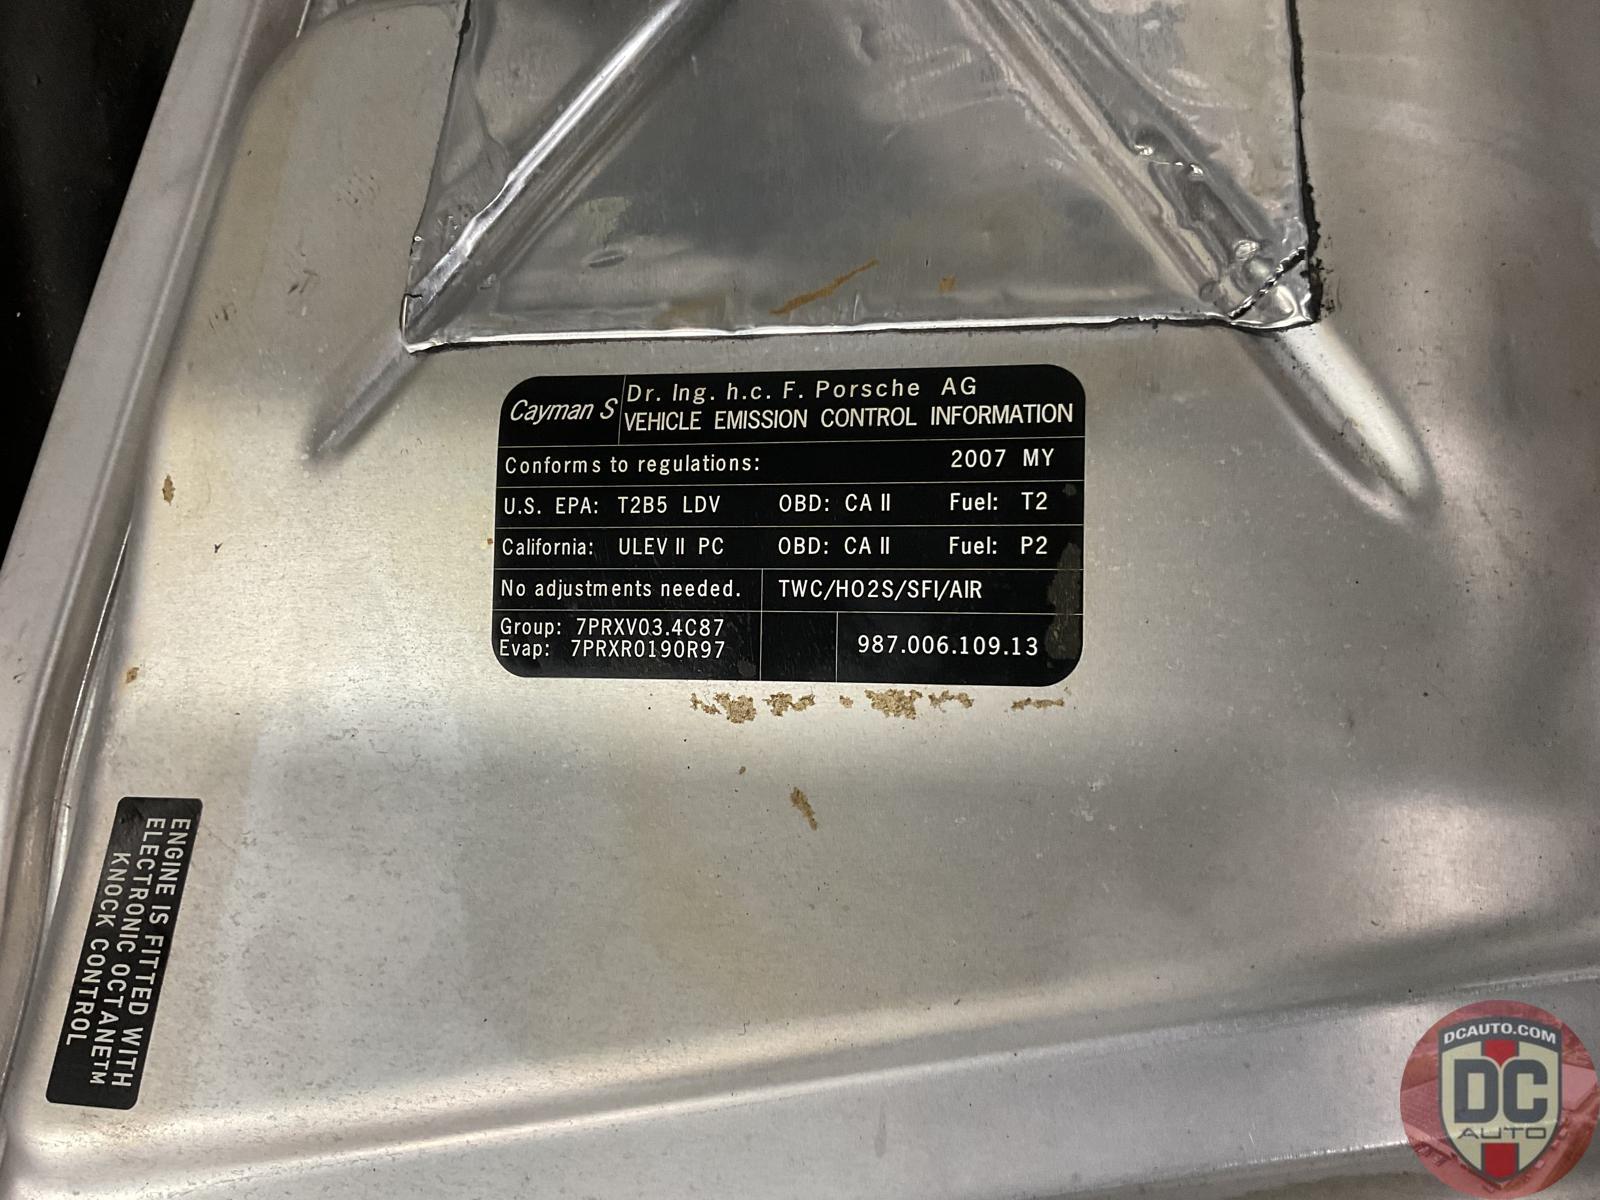 Cayman S
Dr. Ing. h.c. F. Porsche AG
VEHICLE EMISSION CONTROL INFORMATION
Conforms to regulations: 2007 MY
U.S. EPA: T2B5 LDV OBD: CA II Fuel: T2
California: ULEV II PC OBD: CA II Fuel: P2
No adjustments needed. TWC/HO2S/SFI/AIR
Group: 7PRXV03.4C87
Evap: 7PRXR0190R97
987.006.109.13
ENGINE IS FITTED WITH
ELECTRONIC OCTANETM
KNOCK CONTROL
DCAUTO.COM
DC
AUTO